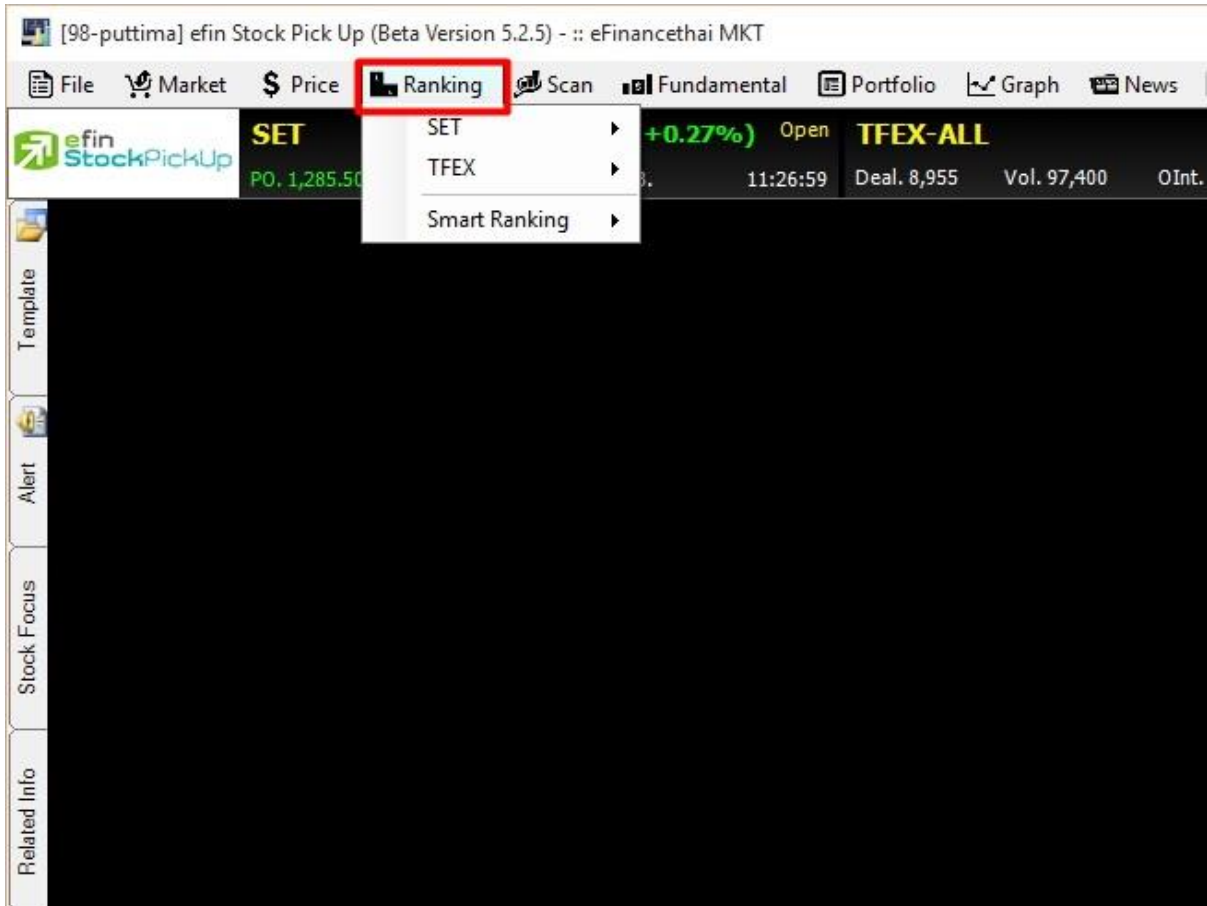 [98-puttima] efin Stock Pick Up (Beta Version 5.2.5) - :: eFinancethai MKT
File Market $ Price Ranking Scan Fundamental Portfolio Graph News
efin
StockPickUp
SET +0.27%) Open TFEX-ALL
PO. 1,285.50 11:26:59 Deal. 8,955 Vol. 97,400 OInt.
SET
TFEX
Smart Ranking
Template
Alert
Stock Focus
Related Info